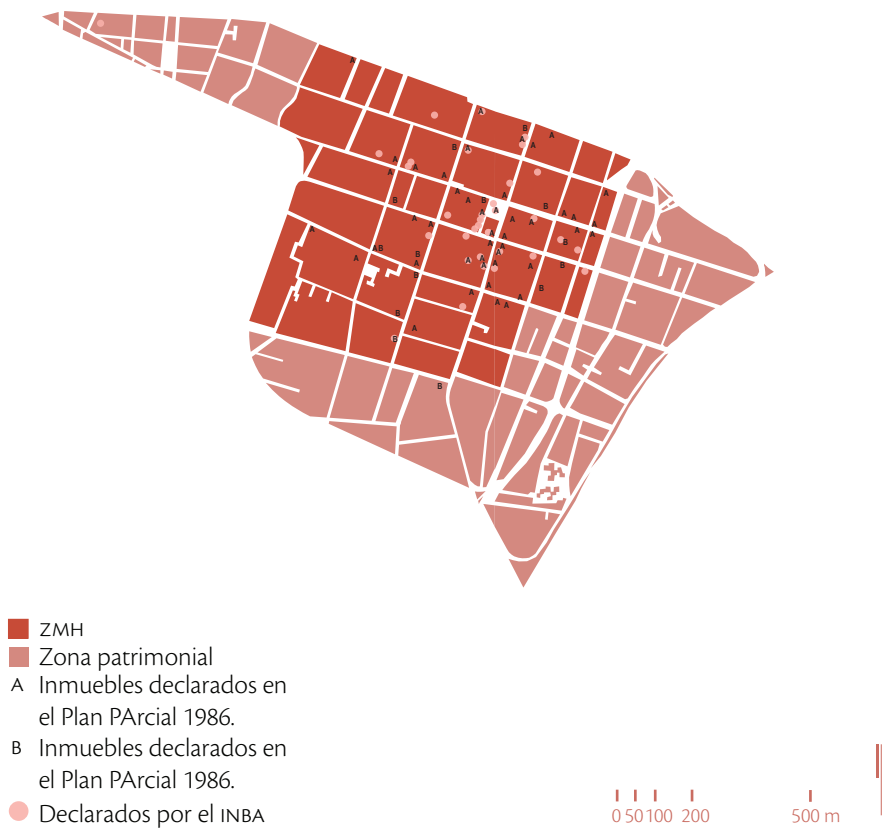 ZMH
Zona patrimonial
A Inmuebles declarados en
el Plan PArcial 1986.
B Inmuebles declarados en
el Plan PArcial 1986.
Declarados por el INBA
0 50 100 200 500 m